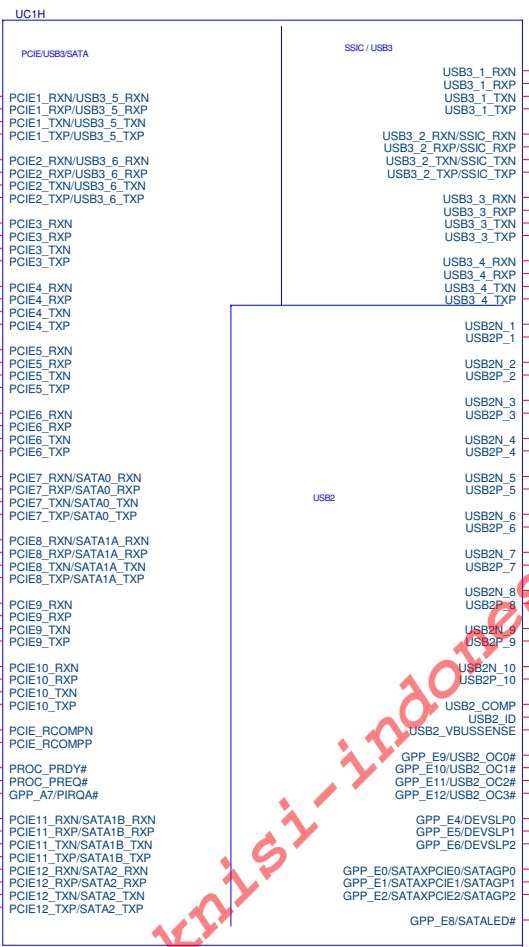 UC1H
PCIE/USB3/SATA
PCIE1_RXN/USB3_5_RXN
PCIE1_RXP/USB3_5_RXP
PCIE1_TXN/USB3_5_TXN
PCIE1_TXP/USB3_5_TXP
PCIE2_RXN/USB3_6_RXN
PCIE2_RXP/USB3_6_RXP
PCIE2_TXN/USB3_6_TXN
PCIE2_TXP/USB3_6_TXP
PCIE3_RXN
PCIE3_RXP
PCIE3_TXN
PCIE3_TXP
PCIE4_RXN
PCIE4_RXP
PCIE4_TXN
PCIE4_TXP
PCIE5_RXN
PCIE5_RXP
PCIE5_TXN
PCIE5_TXP
PCIE6_RXN
PCIE6_RXP
PCIE6_TXN
PCIE6_TXP
PCIE7_RXN/SATA0_RXN
PCIE7_RXP/SATA0_RXP
PCIE7_TXN/SATA0_TXN
PCIE7_TXP/SATA0_TXP
PCIE8_RXN/SATA1A_RXN
PCIE8_RXP/SATA1A_RXP
PCIE8_TXN/SATA1A_TXN
PCIE8_TXP/SATA1A_TXP
PCIE9_RXN
PCIE9_RXP
PCIE9_TXN
PCIE9_TXP
PCIE10_RXN
PCIE10_RXP
PCIE10_TXN
PCIE10_TXP
PCIE_RCOMPN
PCIE_RCOMPP
PROC_PRDY#
PROC_PREQ#
GPP_A7/PIRQA#
PCIE11_RXN/SATA1B_RXN
PCIE11_RXP/SATA1B_RXP
PCIE11_TXN/SATA1B_TXN
PCIE11_TXP/SATA1B_TXP
PCIE12_RXN/SATA2_RXN
PCIE12_RXP/SATA2_RXP
PCIE12_TXN/SATA2_TXN
PCIE12_TXP/SATA2_TXP
SSIC / USB3
USB3_1_RXN
USB3_1_RXP
USB3_1_TXN
USB3_1_TXP
USB3_2_RXN/SSIC_RXN
USB3_2_RXP/SSIC_RXP
USB3_2_TXN/SSIC_TXN
USB3_2_TXP/SSIC_TXP
USB3_3_RXN
USB3_3_RXP
USB3_3_TXN
USB3_3_TXP
USB3_4_RXN
USB3_4_RXP
USB3_4_TXN
USB3_4_TXP
USB2
USB2N_1
USB2P_1
USB2N_2
USB2P_2
USB2N_3
USB2P_3
USB2N_4
USB2P_4
USB2N_5
USB2P_5
USB2N_6
USB2P_6
USB2N_7
USB2P_7
USB2N_8
USB2P_8
USB2N_9
USB2P_9
USB2N_10
USB2P_10
USB2_COMP
USB2_ID
USB2_VBUSSENSE
GPP_E9/USB2_OC0#
GPP_E10/USB2_OC1#
GPP_E11/USB2_OC2#
GPP_E12/USB2_OC3#
GPP_E4/DEVSLP0
GPP_E5/DEVSLP1
GPP_E6/DEVSLP2
GPP_E0/SATAXPCIE0/SATAGP0
GPP_E1/SATAXPCIE1/SATAGP1
GPP_E2/SATAXPCIE2/SATAGP2
GPP_E8/SATALED#
knisi-indones